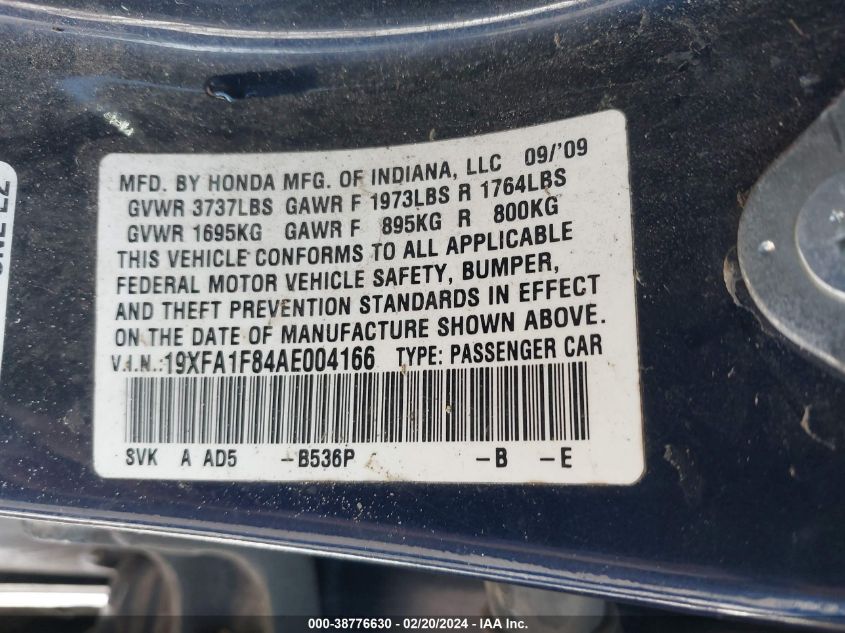 MFD. BY HONDA MFG. OF INDIANA, LLC 09/'09
GVWR 3737LBS GAWR F 1973LBS R 1764LBS
GVWR 1695KG GAWR F 895KG R 800KG
THIS VEHICLE CONFORMS TO ALL APPLICABLE
FEDERAL MOTOR VEHICLE SAFETY, BUMPER,
AND THEFT PREVENTION STANDARDS IN EFFECT
ON THE DATE OF MANUFACTURE SHOWN ABOVE.
V.I.N.:19XFA1F84AE004166 TYPE: PASSENGER CAR
SVK A AD5 -B536P -B -E
000-38776630 - 02/20/2024 - IAA Inc.